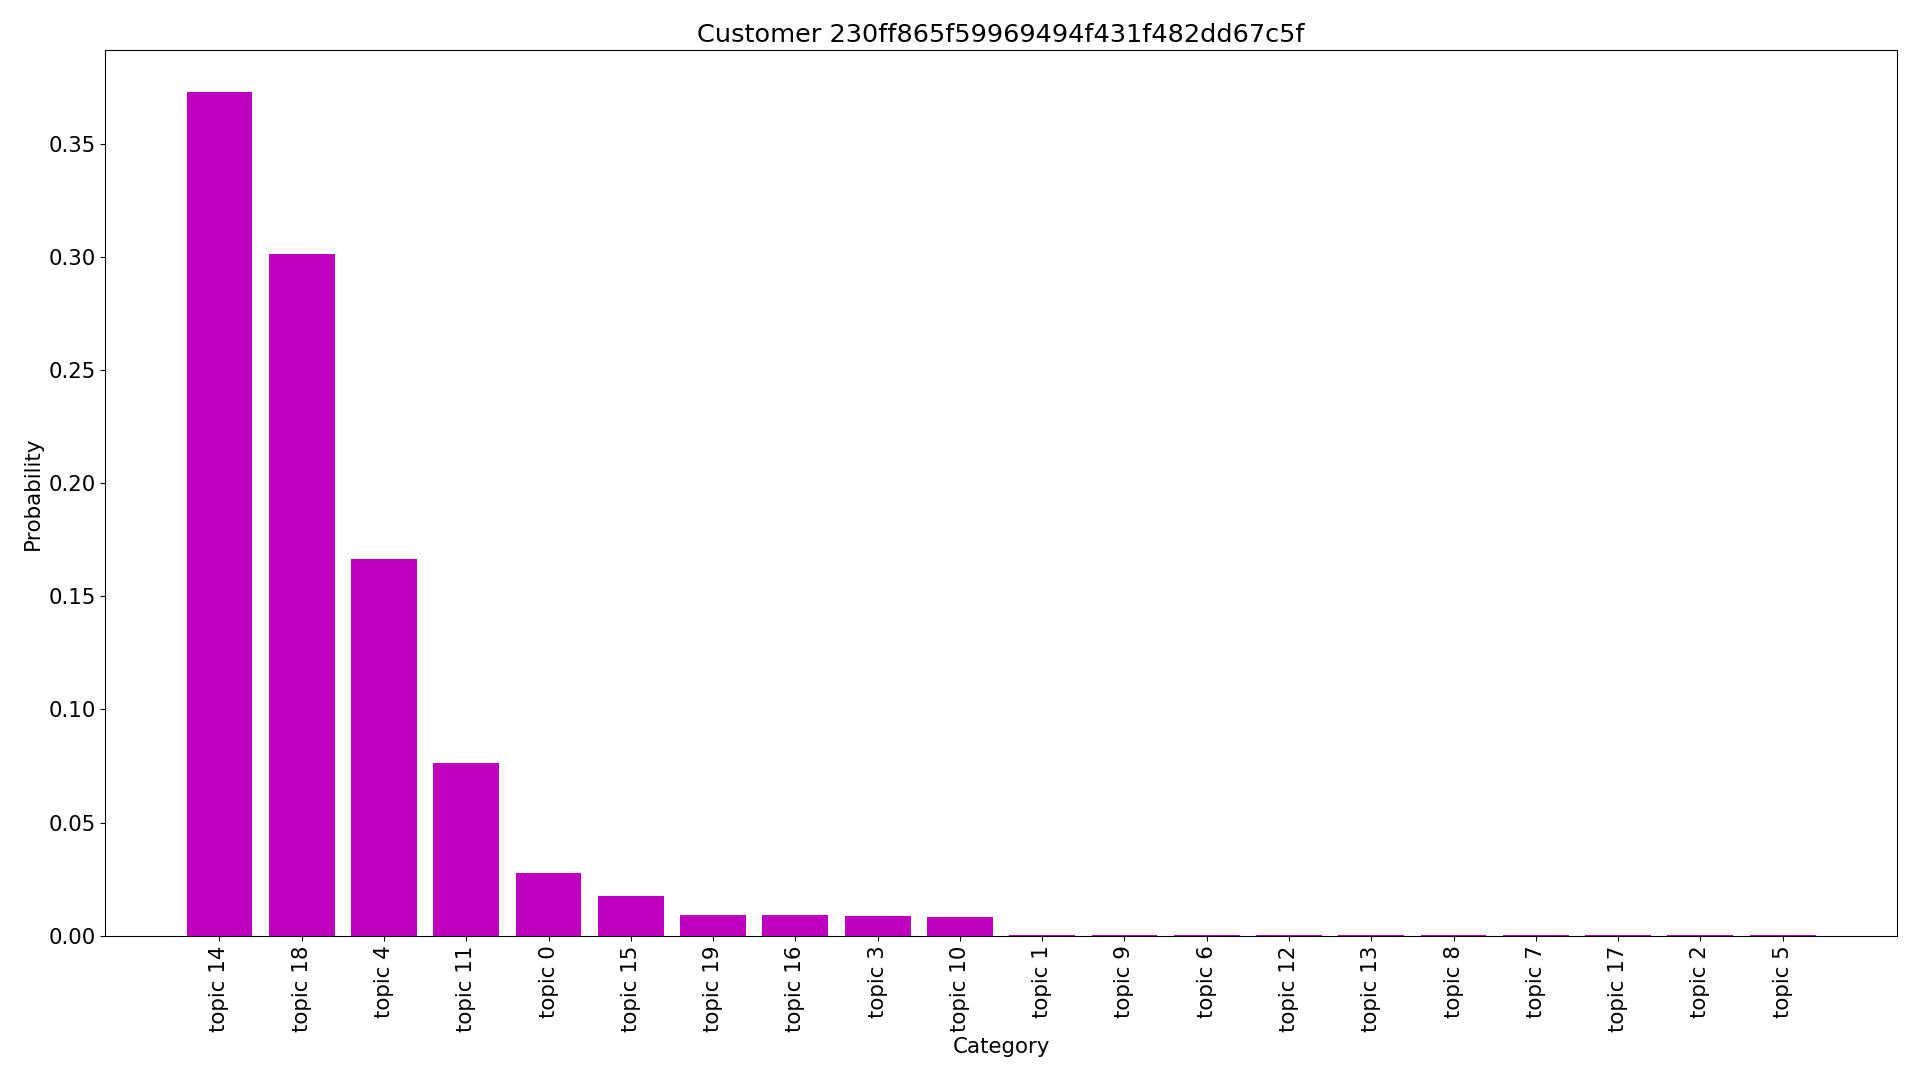 Customer 230ff865f59969494f431f482dd67c5f
Probability
0.35
0.30
0.25
0.20
0.15
0.10
0.05
0.00
topic 14
topic 18
topic 4
topic 11
topic 0
topic 15
topic 19
topic 16
topic 3
topic 10
topic 1
topic 9
topic 6
topic 12
topic 13
topic 8
topic 7
topic 17
topic 2
topic 5
Category